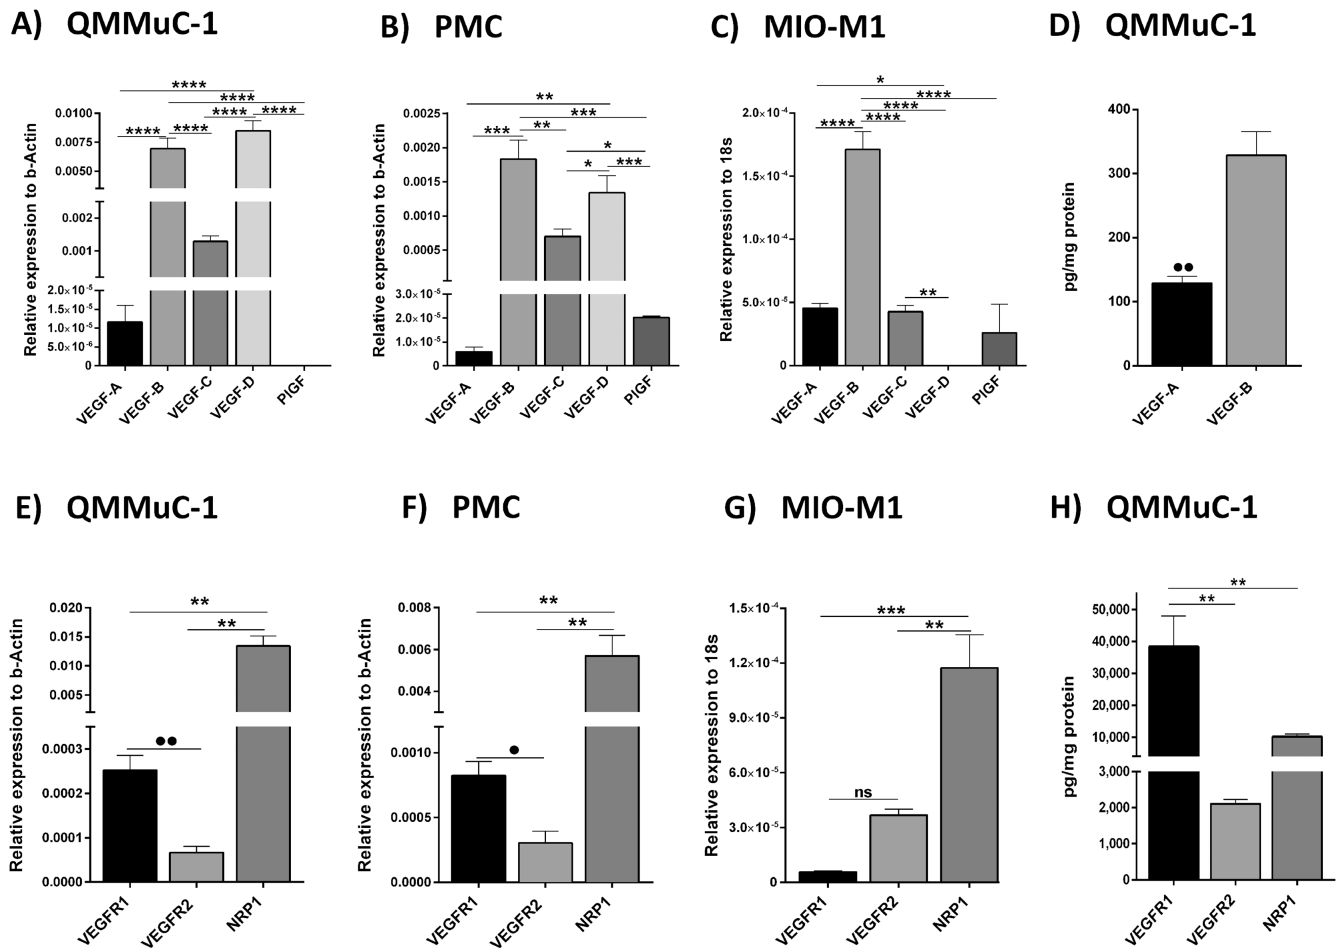 A) QMMuC-1
B) PMC
C) MIO-M1
D) QMMuC-1
Relative expression to b-Actin
****
****
**** ****
**** ****
0.0100
0.0075
0.0050
0.002
0.001
2.0×10-5
1.5×10-5
1.0×10-5
5.0×10-6
0
VEGF-A
VEGF-B
VEGF-C
VEGF-D
PlGF
Relative expression to b-Actin
**
***
*** **
*
* ***
0.0025
0.0020
0.0015
0.0010
0.0005
3.0×10-5
2.0×10-5
1.0×10-5
0
VEGF-A
VEGF-B
VEGF-C
VEGF-D
PlGF
Relative expression to 18s
*
****
****
**** ****
**
2.0×10-4
1.5×10-4
1.0×10-4
5.0×10-5
0
VEGF-A
VEGF-B
VEGF-C
VEGF-D
PlGF
pg/mg protein
400
300
200
100
0
●●
VEGF-A
VEGF-B
E) QMMuC-1
F) PMC
G) MIO-M1
H) QMMuC-1
Relative expression to b-Actin
**
**
●●
0.020
0.015
0.010
0.005
0.0003
0.0002
0.0001
0.0000
VEGFR1
VEGFR2
NRP1
Relative expression to b-Actin
**
**
●
0.008
0.006
0.004
0.0010
0.0005
0.0000
VEGFR1
VEGFR2
NRP1
Relative expression to 18s
***
**
ns
1.5×10-4
1.2×10-4
9.0×10-5
6.0×10-5
3.0×10-5
0
VEGFR1
VEGFR2
NRP1
pg/mg protein
**
**
50,000
40,000
30,000
20,000
10,000
3,000
2,000
1,000
0
VEGFR1
VEGFR2
NRP1